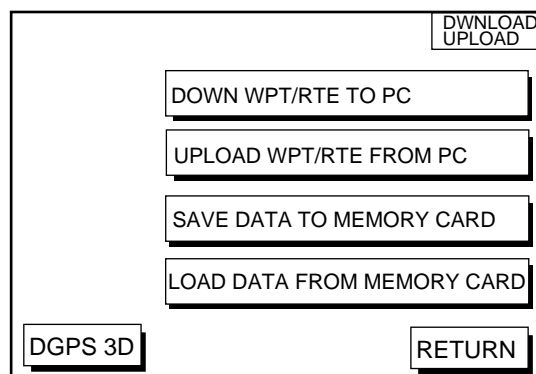 DWNLOAD
UPLOAD
DOWN WPT/RTE TO PC
UPLOAD WPT/RTE FROM PC
SAVE DATA TO MEMORY CARD
LOAD DATA FROM MEMORY CARD
DGPS 3D
RETURN